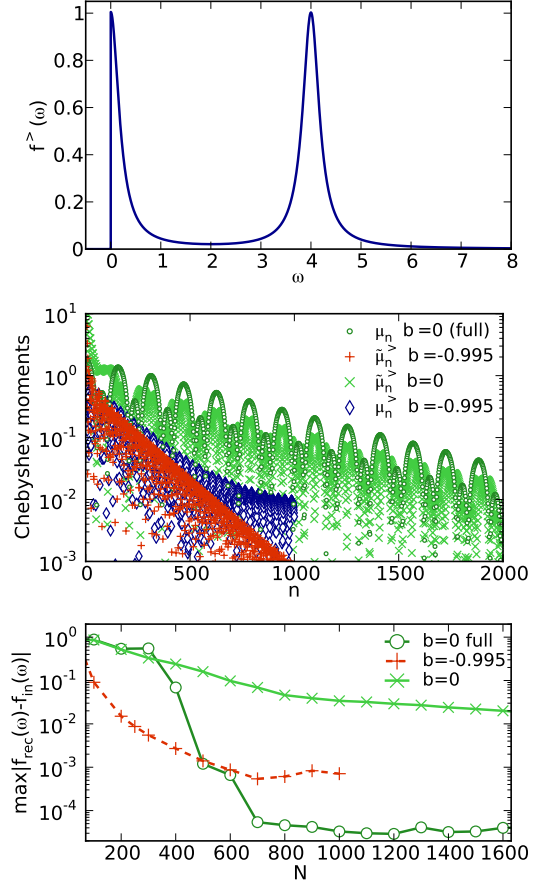 1
0.8
0.6
0.4
0.2
0
f^>(ω)
0 1 2 3 4 5 6 7 8
ω
10^1
10^0
10^-1
10^-2
10^-3
Chebyshev moments
μ_n b=0 (full)
μ̃_n^> b=-0.995
μ̃_n^> b=0
μ_n^> b=-0.995
0 500 1000 1500 2000
n
10^0
10^-1
10^-2
10^-3
10^-4
max|f_rec(ω)-f_in(ω)|
b=0 full
b=-0.995
b=0
200 400 600 800 1000 1200 1400 1600
N